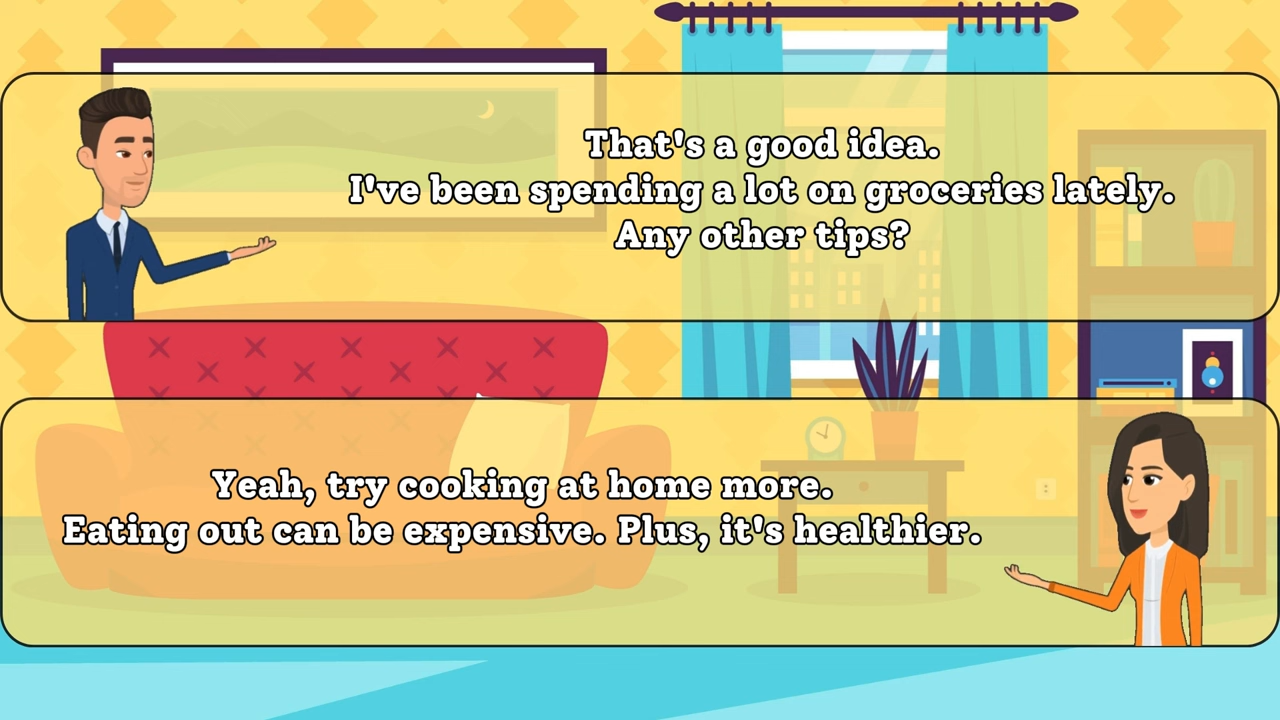 That's a good idea.
I've been spending a lot on groceries lately.
Any other tips?
Yeah, try cooking at home more.
Eating out can be expensive. Plus, it's healthier.